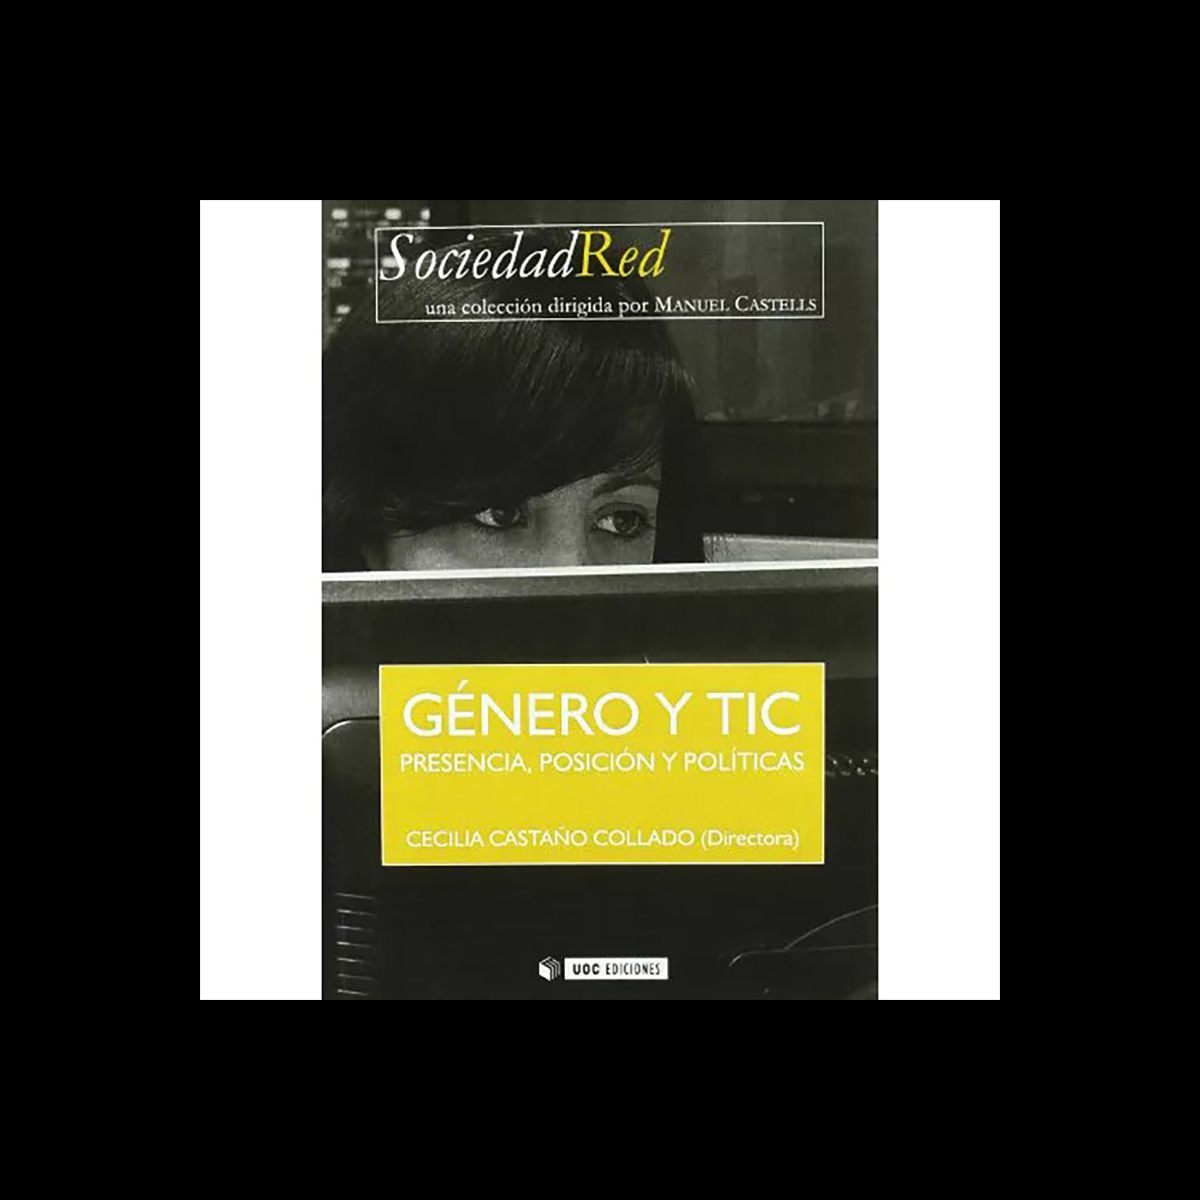 SociedadRed
una colección dirigida por MANUEL CASTELLS
GÉNERO Y TIC
PRESENCIA, POSICIÓN Y POLÍTICAS
CECILIA CASTAÑO COLLADO (Directora)
UOC EDICIONES